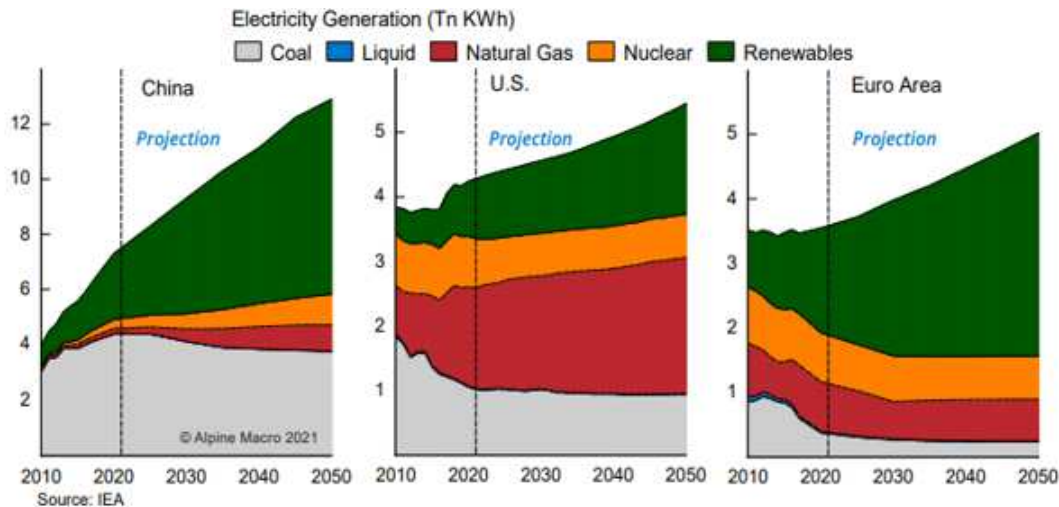 Electricity Generation (Tn KWh)
Coal Liquid Natural Gas Nuclear Renewables
China
Projection
12
10
8
6
4
2
© Alpine Macro 2021
2010 2020 2030 2040 2050
U.S.
Projection
5
4
3
2
1
2010 2020 2030 2040 2050
Euro Area
Projection
5
4
3
2
1
2010 2020 2030 2040 2050
Source: IEA